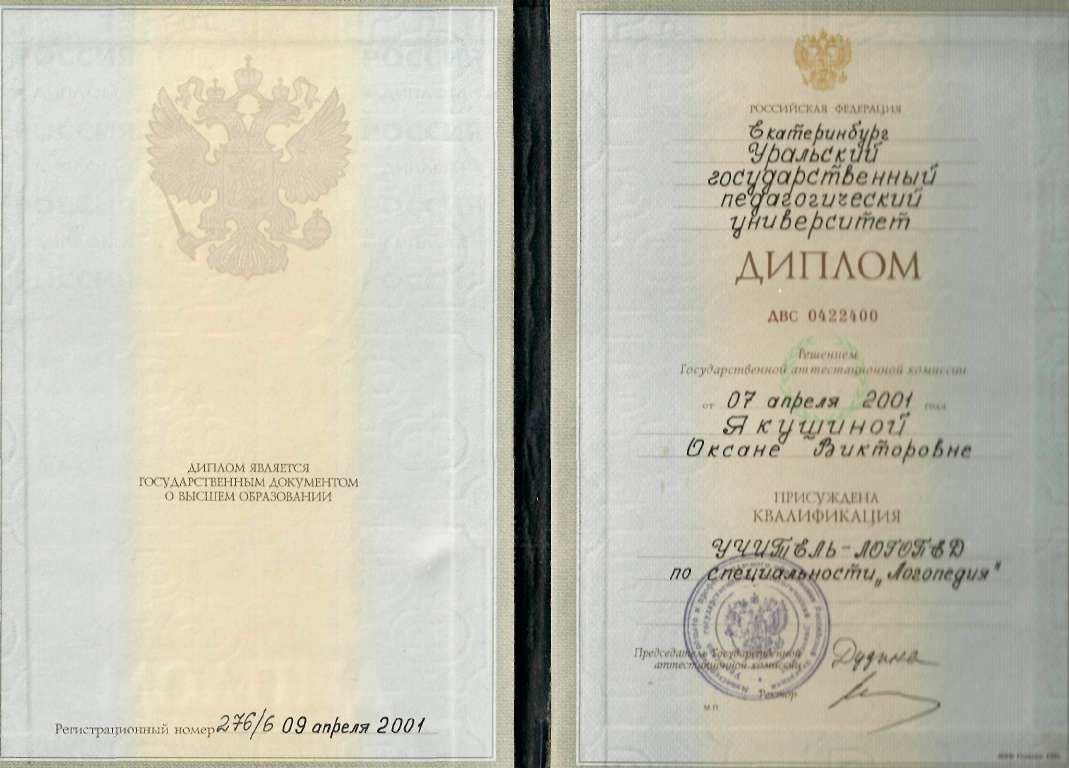 ДИПЛОМ ЯВЛЯЕТСЯ
ГОСУДАРСТВЕННЫМ ДОКУМЕНТОМ
О ВЫСШЕМ ОБРАЗОВАНИИ
Регистрационный номер 276/6 09 апреля 2001
РОССИЙСКАЯ ФЕДЕРАЦИЯ
Екатеринбург
Уральский
государственный
педагогический
университет
ДИПЛОМ
ДВС 0422400
Решением
Государственной аттестационной комиссии
от 07 апреля 2001 года
Якушиной
Оксане Викторовне
ПРИСУЖДЕНА
КВАЛИФИКАЦИЯ
УЧИТЕЛЬ-ЛОГОПЕД
по специальности „Логопедия"
Председатель Государственной
аттестационной комиссии
Ректор
М.П.